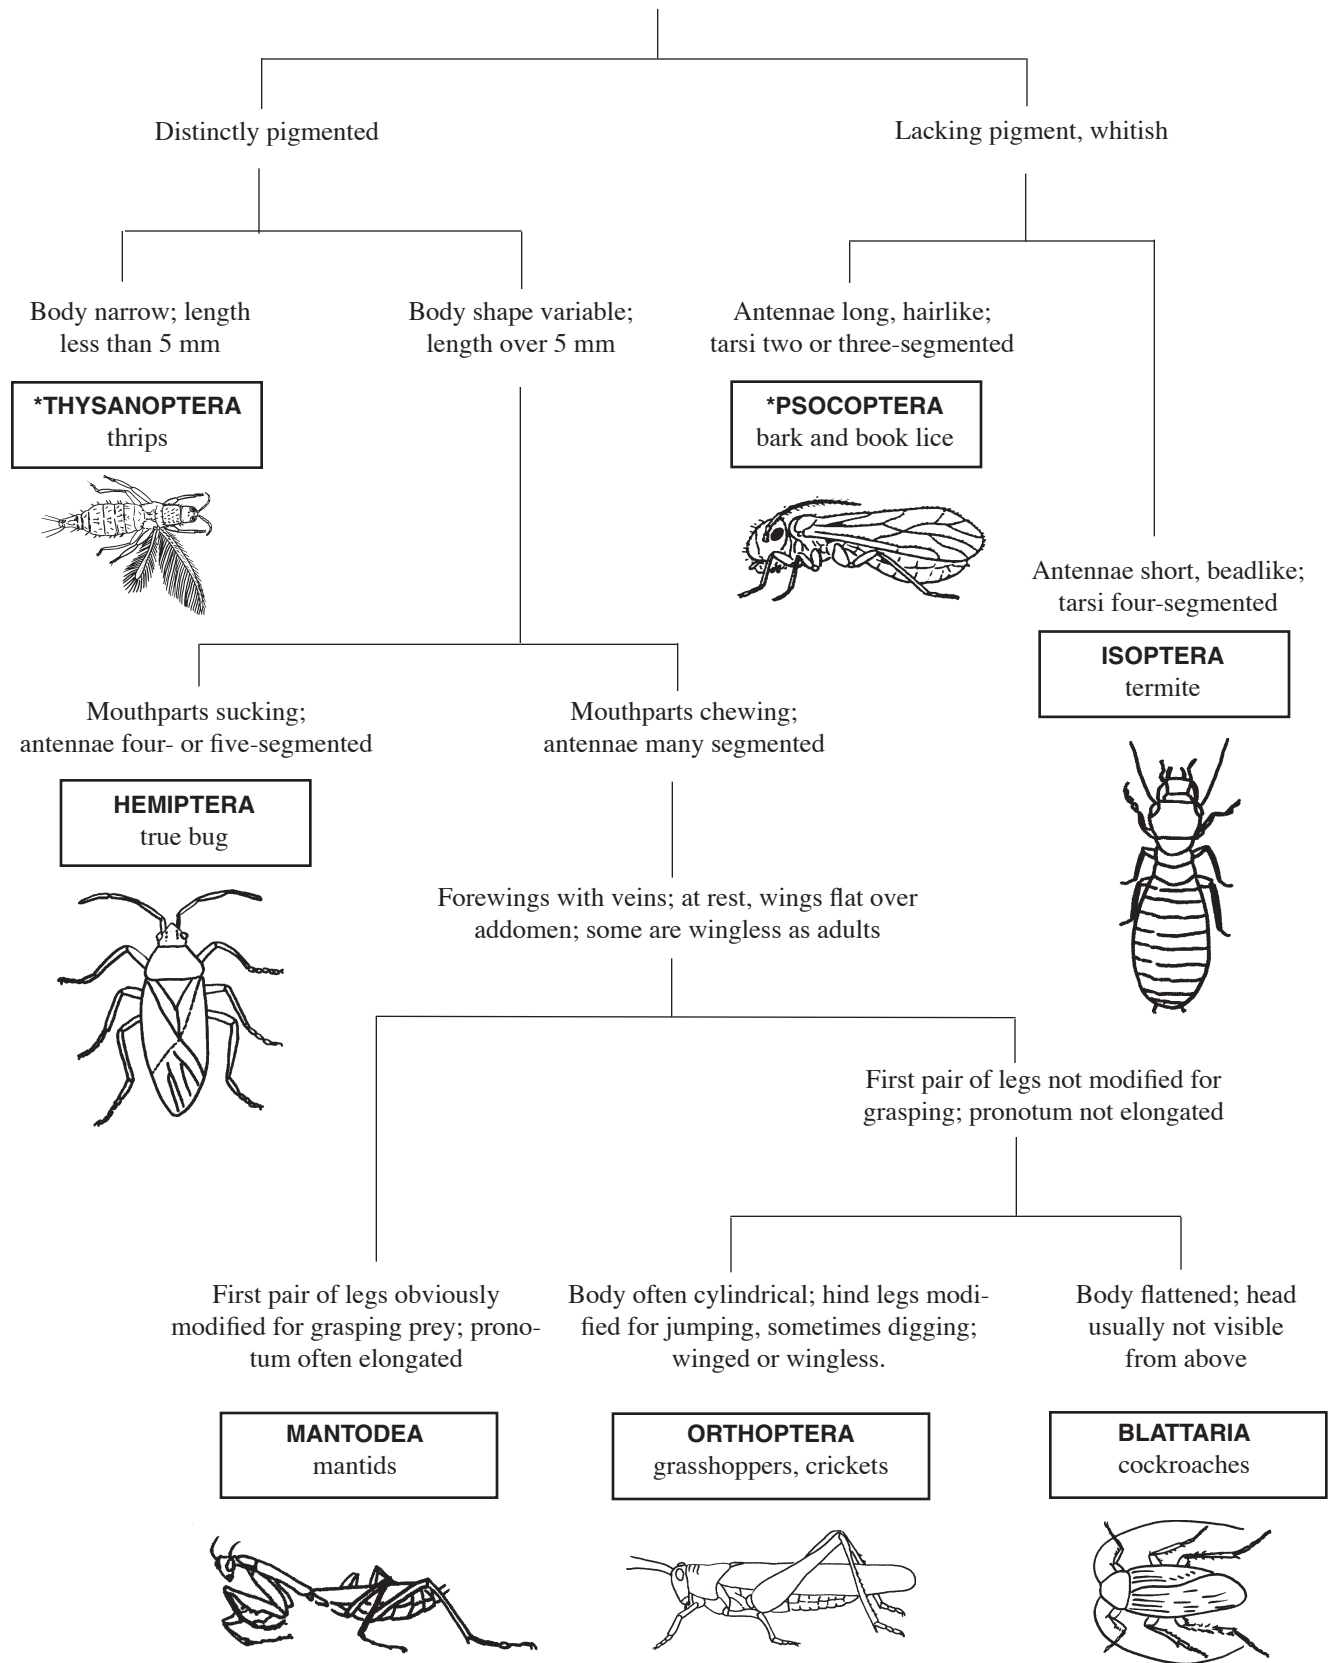 Distinctly pigmented
Lacking pigment, whitish
Body narrow; length
less than 5 mm
*THYSANOPTERA
thrips
Body shape variable;
length over 5 mm
Antennae long, hairlike;
tarsi two or three-segmented
*PSOCOPTERA
bark and book lice
Antennae short, beadlike;
tarsi four-segmented
ISOPTERA
termite
Mouthparts sucking;
antennae four- or five-segmented
HEMIPTERA
true bug
Mouthparts chewing;
antennae many segmented
Forewings with veins; at rest, wings flat over
addomen; some are wingless as adults
First pair of legs not modified for
grasping; pronotum not elongated
First pair of legs obviously
modified for grasping prey; prono-
tum often elongated
MANTODEA
mantids
Body often cylindrical; hind legs modi-
fied for jumping, sometimes digging;
winged or wingless.
ORTHOPTERA
grasshoppers, crickets
Body flattened; head
usually not visible
from above
BLATTARIA
cockroaches